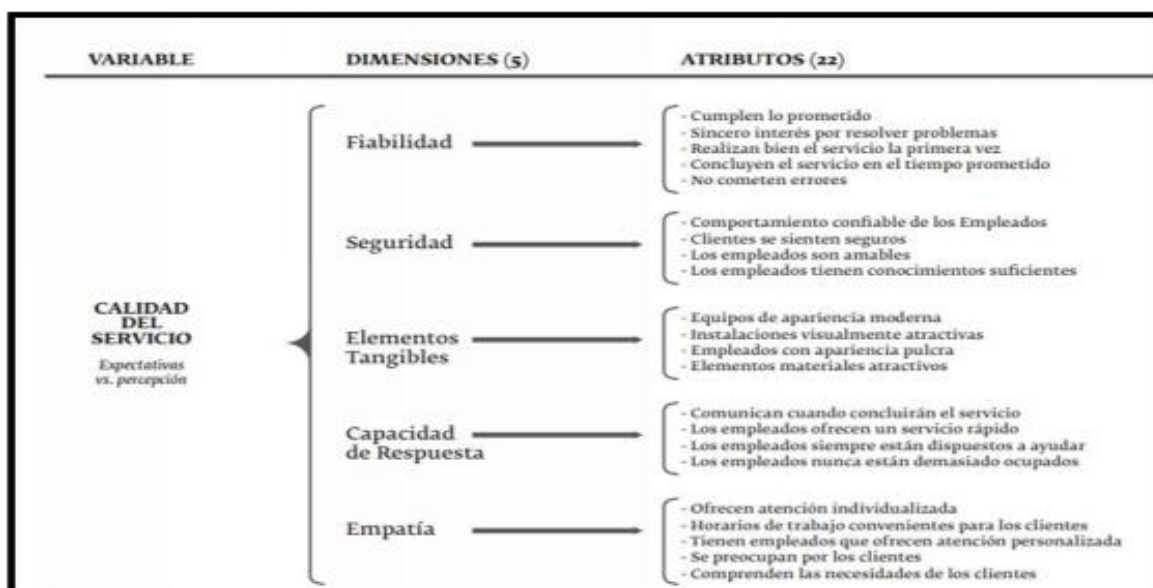 VARIABLE DIMENSIONES (5) ATRIBUTOS (22)
Fiabilidad
- Cumplen lo prometido
- Sincero interés por resolver problemas
- Realizan bien el servicio la primera vez
- Concluyen el servicio en el tiempo prometido
- No cometen errores
Seguridad
- Comportamiento confiable de los Empleados
- Clientes se sienten seguros
- Los empleados son amables
- Los empleados tienen conocimientos suficientes
CALIDAD
DEL
SERVICIO
Expectativas
vs. percepción
Elementos
Tangibles
- Equipos de apariencia moderna
- Instalaciones visualmente atractivas
- Empleados con apariencia pulcra
- Elementos materiales atractivos
Capacidad
de Respuesta
- Comunican cuando concluirán el servicio
- Los empleados ofrecen un servicio rápido
- Los empleados siempre están dispuestos a ayudar
- Los empleados nunca están demasiado ocupados
Empatía
- Ofrecen atención individualizada
- Horarios de trabajo convenientes para los clientes
- Tienen empleados que ofrecen atención personalizada
- Se preocupan por los clientes
- Comprenden las necesidades de los clientes